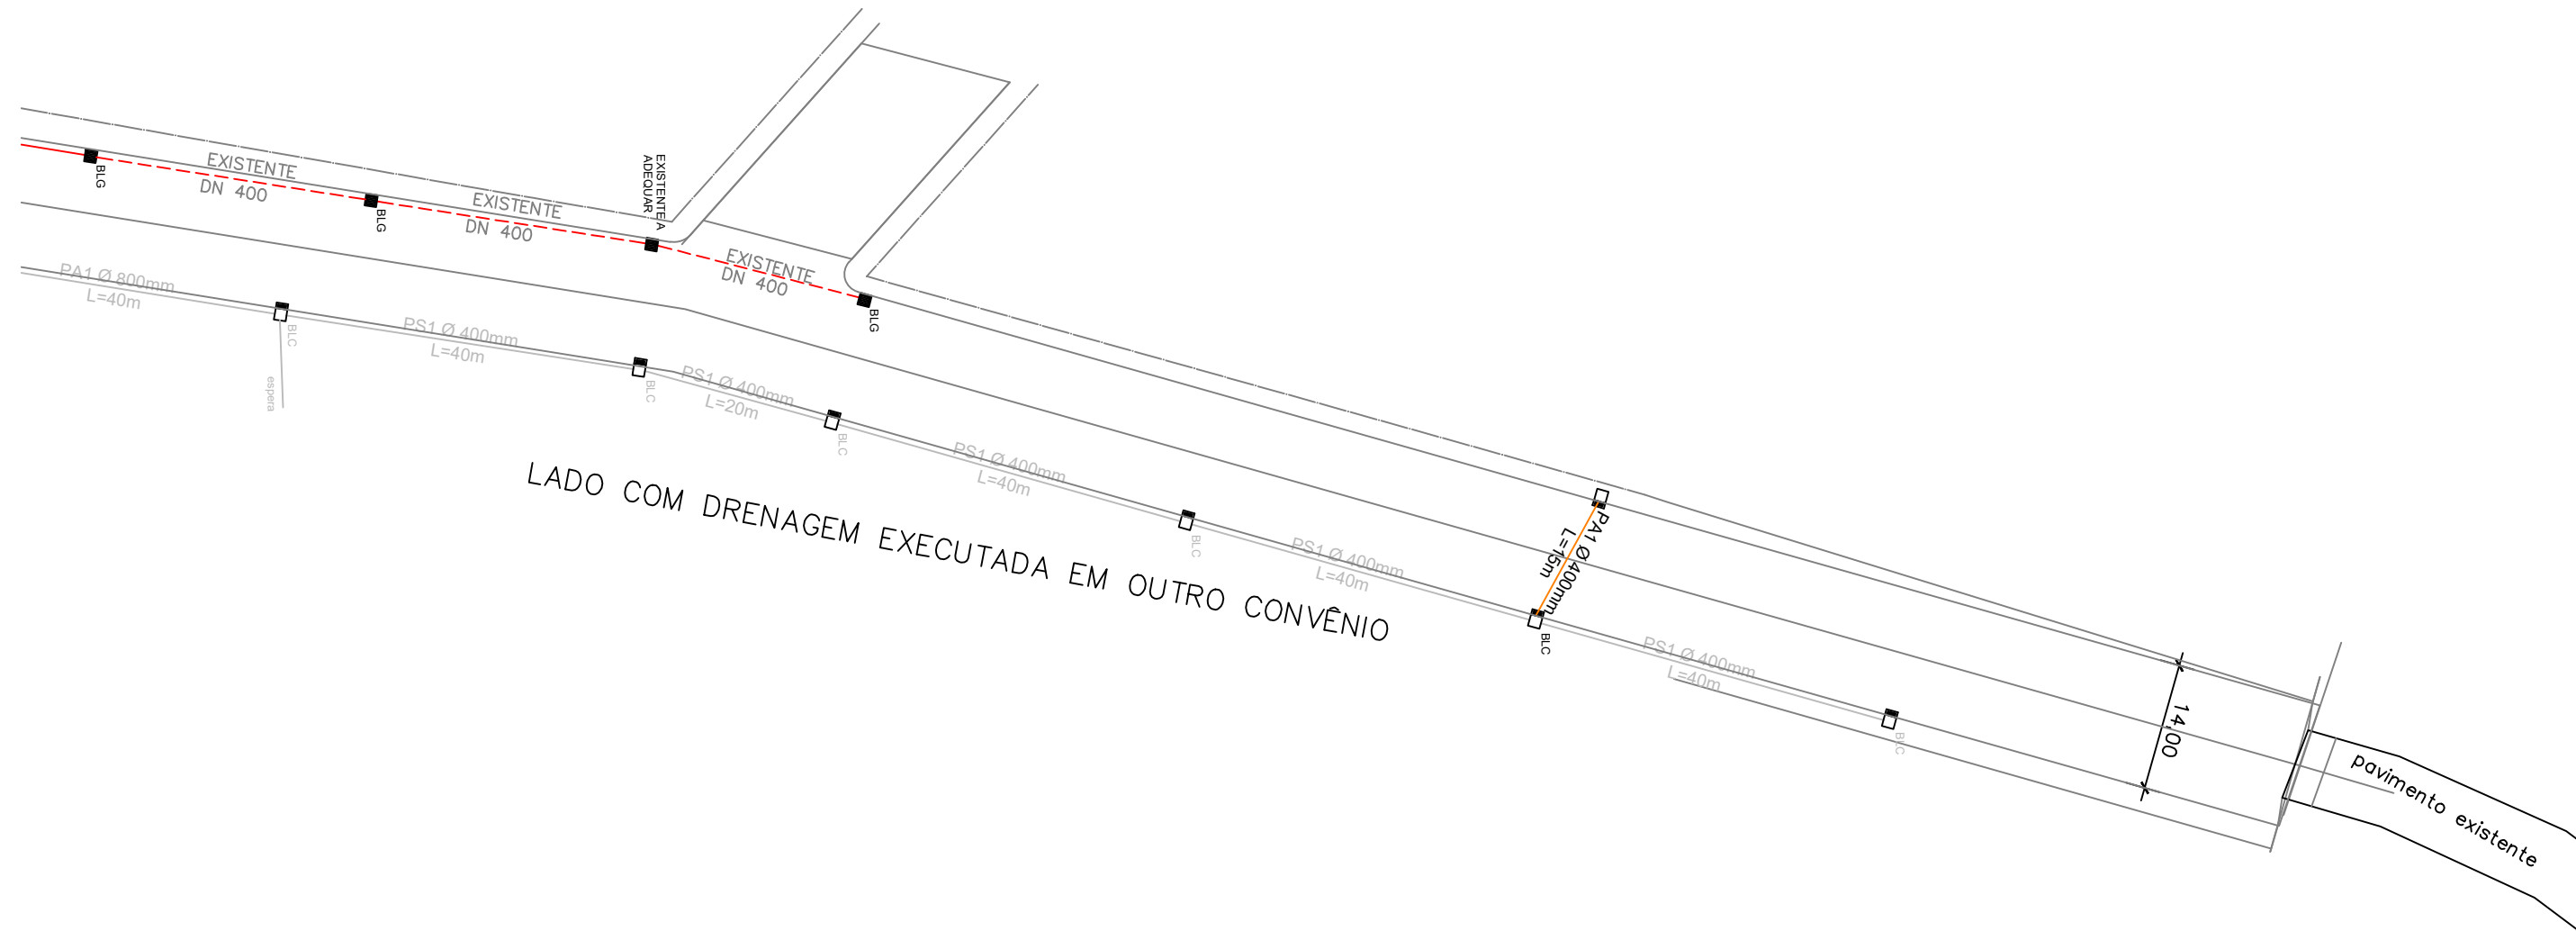 EXISTENTE
DN 400
BLG
EXISTENTE
DN 400
BLG
EXISTENTE A
ADEQUAR
EXISTENTE
DN 400
BLG
PA1 Ø 800mm
L=40m
BLC
espera
PS1 Ø 400mm
L=40m
BLC
PS1 Ø 400mm
L=20m
BLC
PS1 Ø 400mm
L=40m
BLC
PS1 Ø 400mm
L=40m
PA1 Ø 400mm
L=15m
BLC
PS1 Ø 400mm
L=40m
BLC
LADO COM DRENAGEM EXECUTADA EM OUTRO CONVÊNIO
14,00
pavimento existente